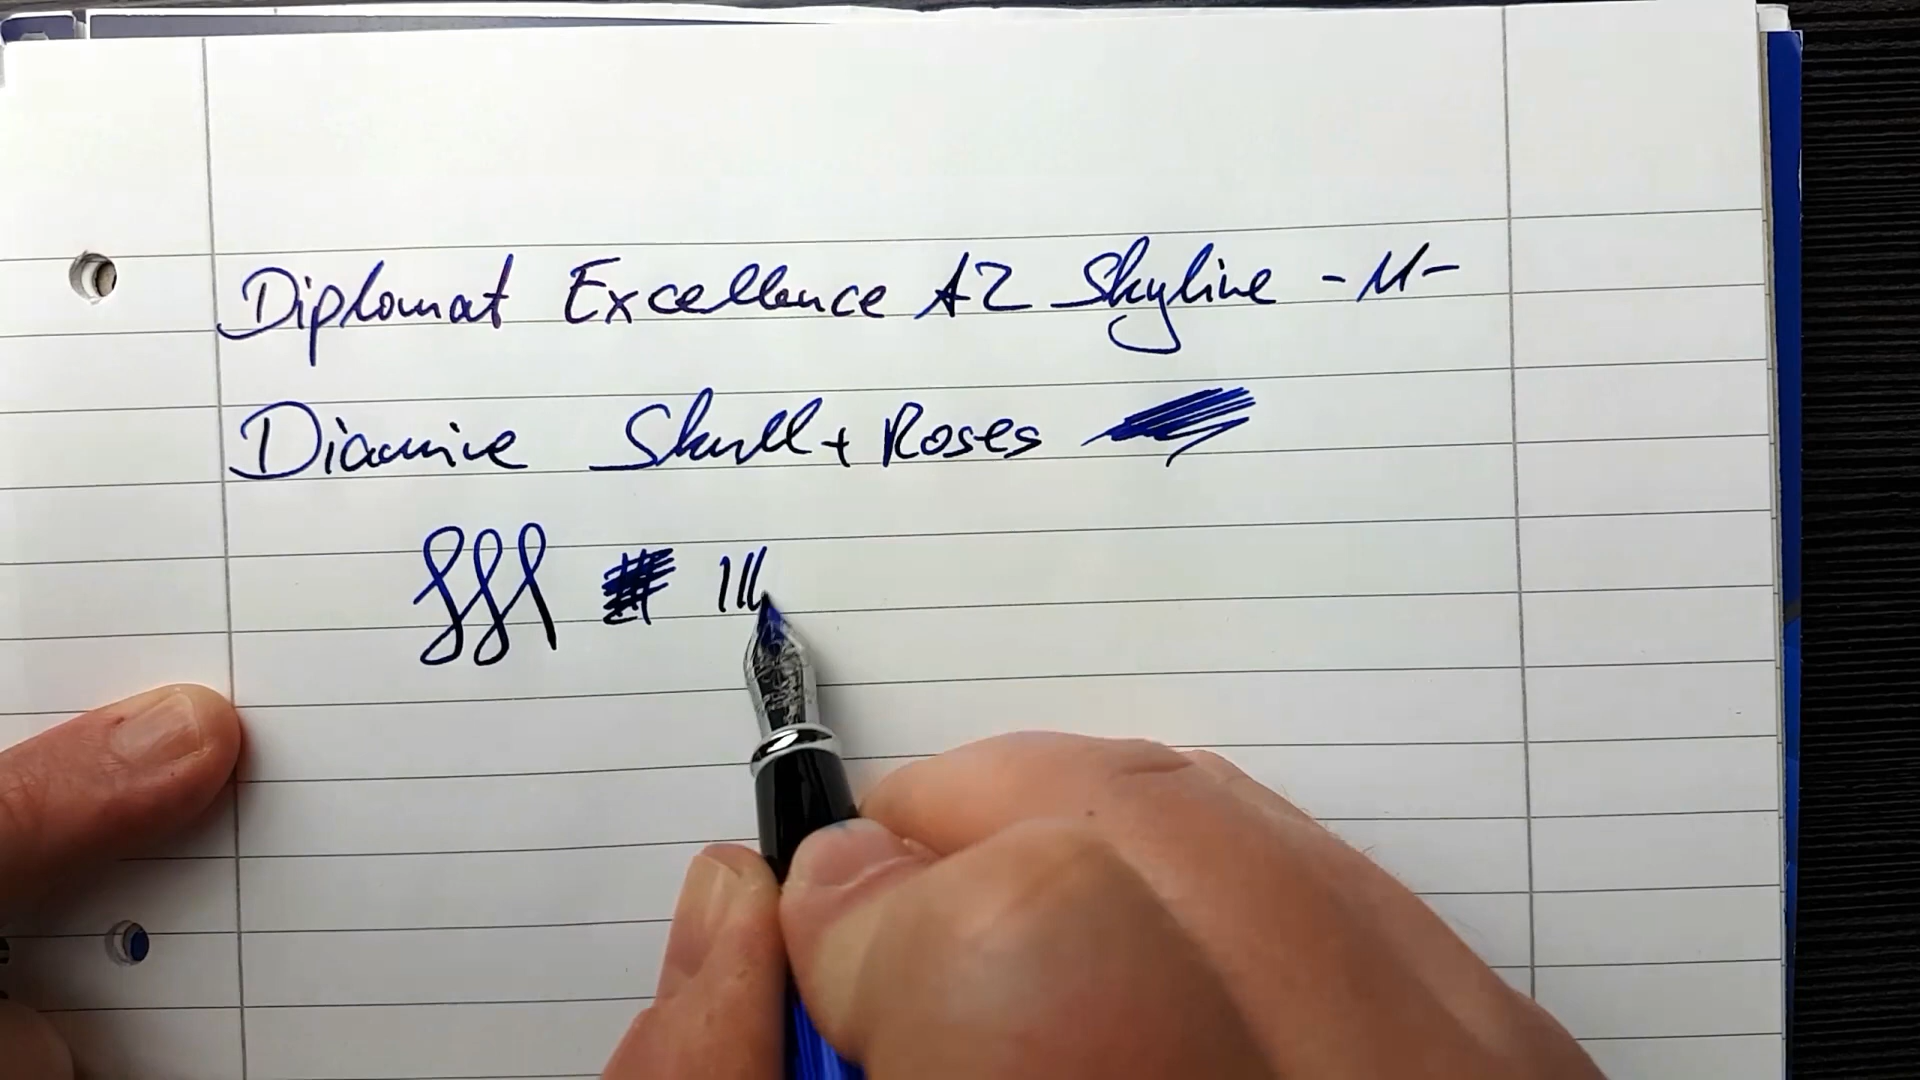 Diplomat Excellence A2 Skyline -M-
Diamine Skull + Roses